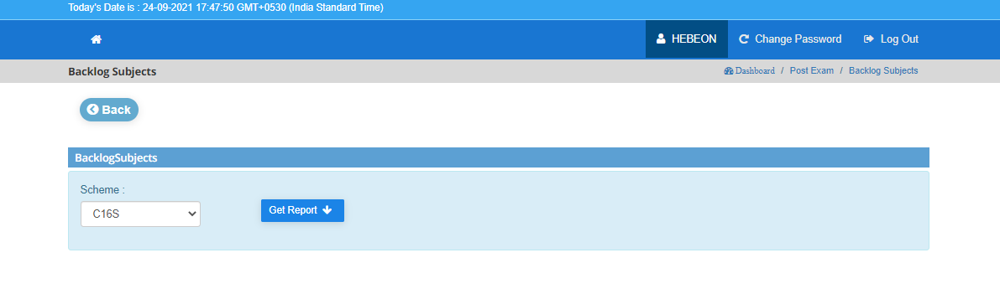 Today's Date is : 24-09-2021 17:47:50 GMT+0530 (India Standard Time)
HEBEON Change Password Log Out
Backlog Subjects Dashboard / Post Exam / Backlog Subjects
Back
BacklogSubjects
Scheme :
C16S Get Report